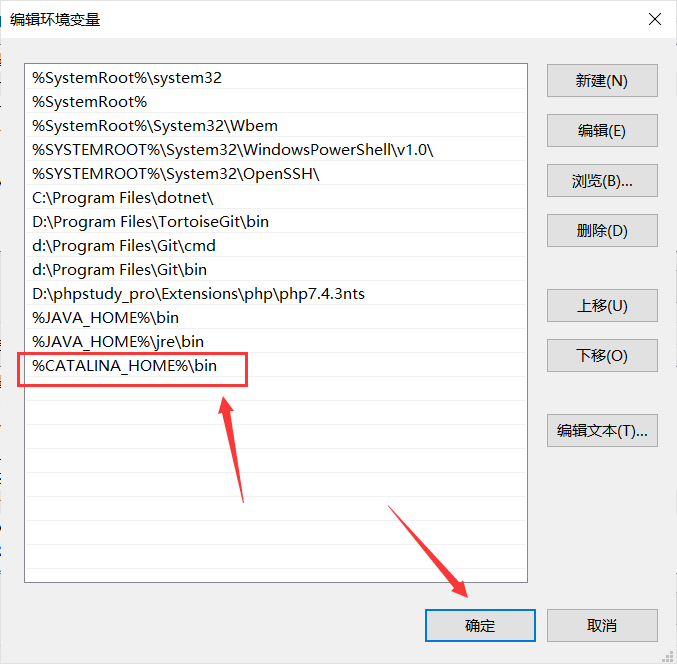 编辑环境变量
%SystemRoot%\system32
%SystemRoot%
%SystemRoot%\System32\Wbem
%SYSTEMROOT%\System32\WindowsPowerShell\v1.0\
%SYSTEMROOT%\System32\OpenSSH\
C:\Program Files\dotnet\
D:\Program Files\TortoiseGit\bin
d:\Program Files\Git\cmd
d:\Program Files\Git\bin
D:\phpstudy_pro\Extensions\php\php7.4.3nts
%JAVA_HOME%\bin
%JAVA_HOME%\jre\bin
%CATALINA_HOME%\bin
新建(N)
编辑(E)
浏览(B)...
删除(D)
上移(U)
下移(O)
编辑文本(T)...
确定
取消